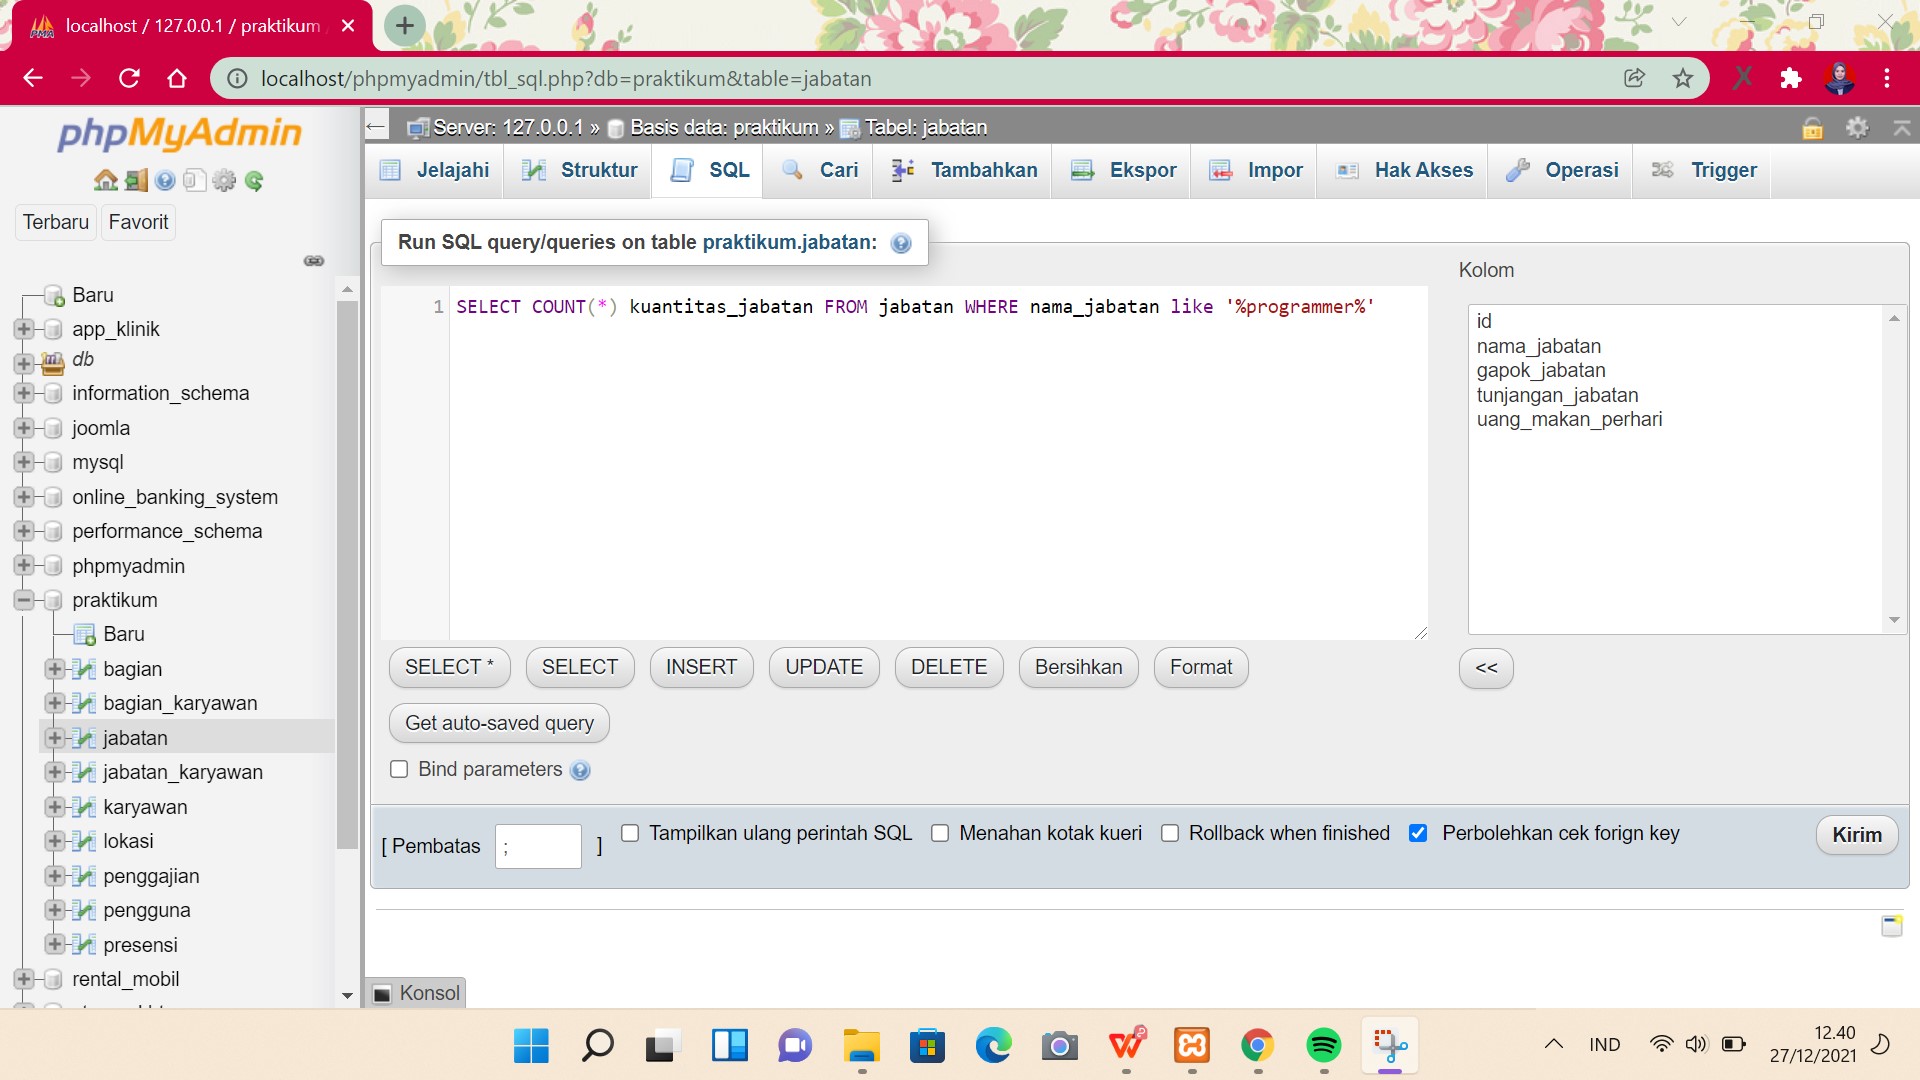 localhost / 127.0.0.1 / praktikum
localhost/phpmyadmin/tbl_sql.php?db=praktikum&table=jabatan
phpMyAdmin
Terbaru Favorit
Baru
app_klinik
db
information_schema
joomla
mysql
online_banking_system
performance_schema
phpmyadmin
praktikum
Baru
bagian
bagian_karyawan
jabatan
jabatan_karyawan
karyawan
lokasi
penggajian
pengguna
presensi
rental_mobil
Server: 127.0.0.1 » Basis data: praktikum » Tabel: jabatan
Jelajahi Struktur SQL Cari Tambahkan Ekspor Impor Hak Akses Operasi Trigger
Run SQL query/queries on table praktikum.jabatan:
1 SELECT COUNT(*) kuantitas_jabatan FROM jabatan WHERE nama_jabatan like '%programmer%'
Kolom
id
nama_jabatan
gapok_jabatan
tunjangan_jabatan
uang_makan_perhari
SELECT * SELECT INSERT UPDATE DELETE Bersihkan Format <<
Get auto-saved query
Bind parameters
[ Pembatas ; ] Tampilkan ulang perintah SQL Menahan kotak kueri Rollback when finished Perbolehkan cek forign key Kirim
Konsol
IND
12.40
27/12/2021